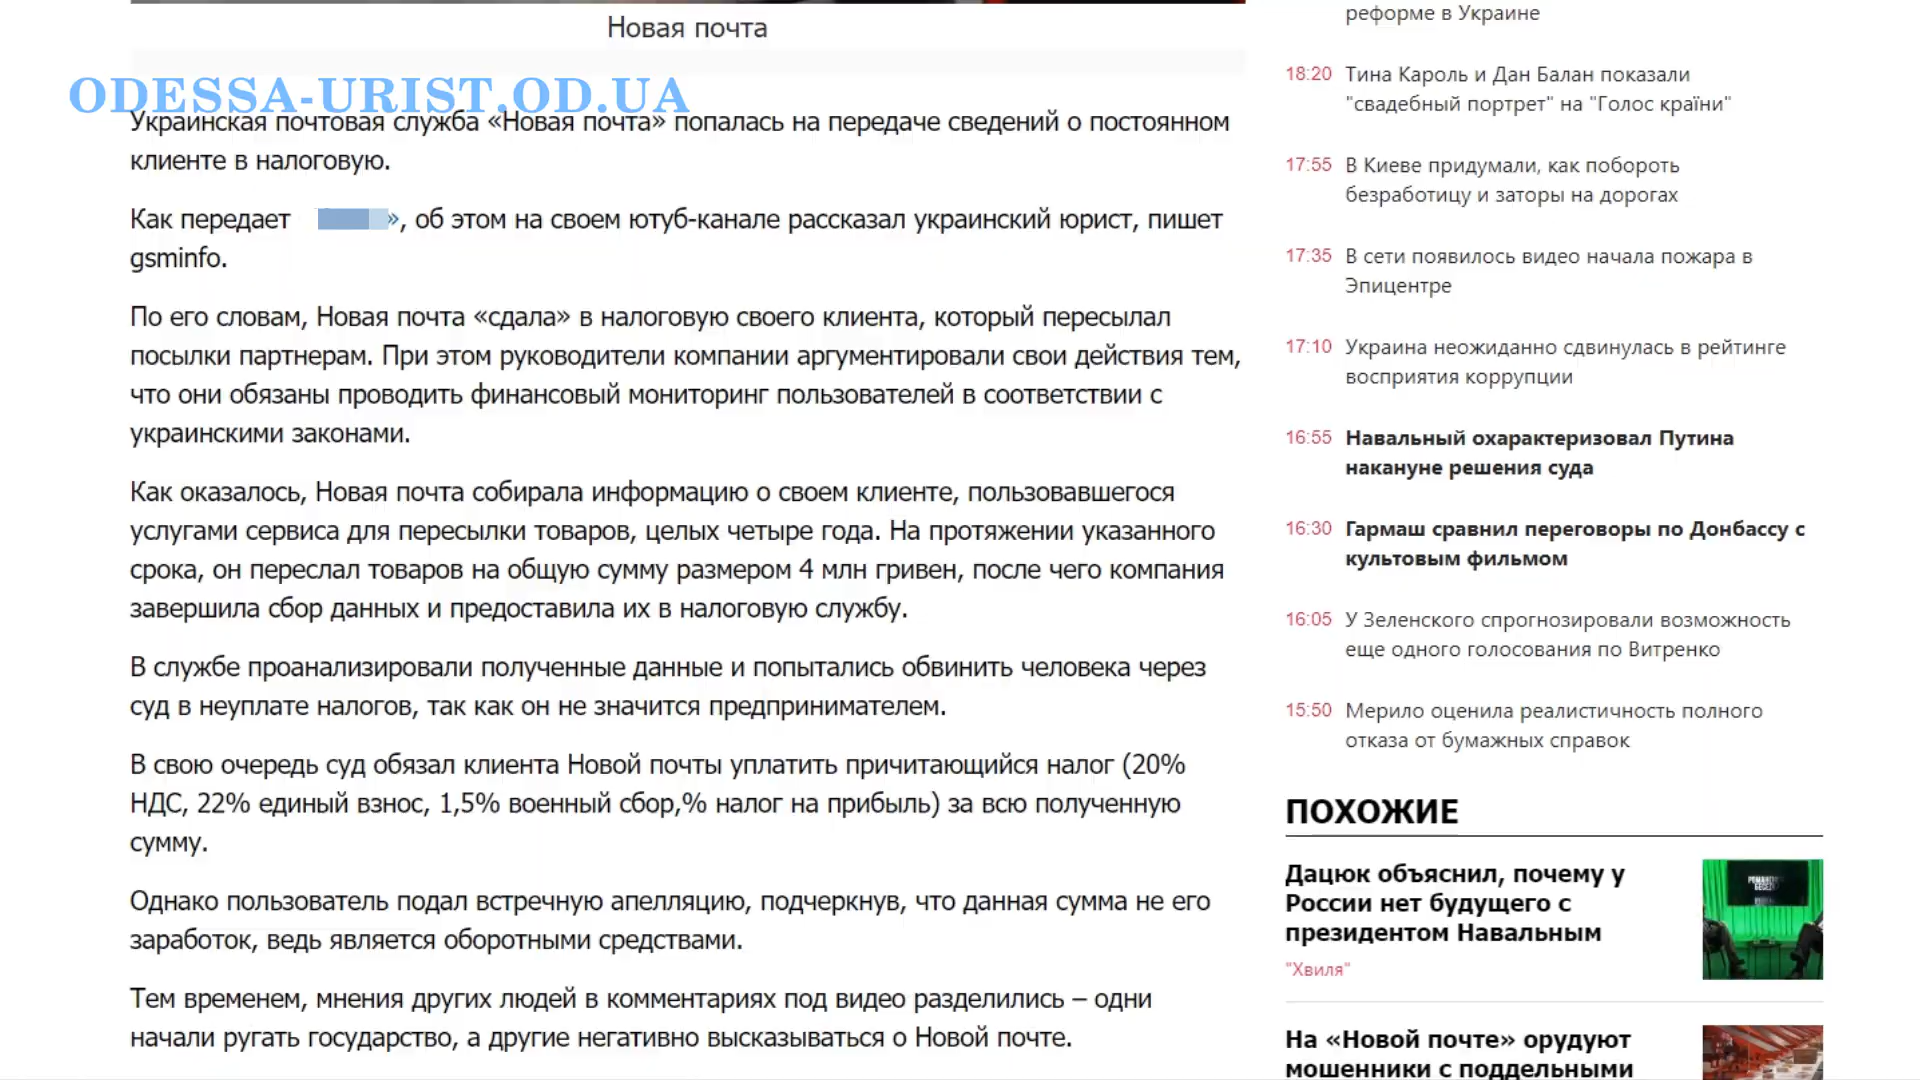 Новая почта
ODESSA-URIST.OD.UA
Украинская почтовая служба «Новая почта» попалась на передаче сведений о постоянном
клиенте в налоговую.
Как передает », об этом на своем ютуб-канале рассказал украинский юрист, пишет
gsminfo.
По его словам, Новая почта «сдала» в налоговую своего клиента, который пересылал
посылки партнерам. При этом руководители компании аргументировали свои действия тем,
что они обязаны проводить финансовый мониторинг пользователей в соответствии с
украинскими законами.
Как оказалось, Новая почта собирала информацию о своем клиенте, пользовавшегося
услугами сервиса для пересылки товаров, целых четыре года. На протяжении указанного
срока, он переслал товаров на общую сумму размером 4 млн гривен, после чего компания
завершила сбор данных и предоставила их в налоговую службу.
В службе проанализировали полученные данные и попытались обвинить человека через
суд в неуплате налогов, так как он не значится предпринимателем.
В свою очередь суд обязал клиента Новой почты уплатить причитающийся налог (20%
НДС, 22% единый взнос, 1,5% военный сбор,% налог на прибыль) за всю полученную
сумму.
Однако пользователь подал встречную апелляцию, подчеркнув, что данная сумма не его
заработок, ведь является оборотными средствами.
Тем временем, мнения других людей в комментариях под видео разделились – одни
начали ругать государство, а другие негативно высказываться о Новой почте.
реформе в Украине
18:20 Тина Кароль и Дан Балан показали
"свадебный портрет" на "Голос країни"
17:55 В Киеве придумали, как побороть
безработицу и заторы на дорогах
17:35 В сети появилось видео начала пожара в
Эпицентре
17:10 Украина неожиданно сдвинулась в рейтинге
восприятия коррупции
16:55 Навальный охарактеризовал Путина
накануне решения суда
16:30 Гармаш сравнил переговоры по Донбассу с
культовым фильмом
16:05 У Зеленского спрогнозировали возможность
еще одного голосования по Витренко
15:50 Мерило оценила реалистичность полного
отказа от бумажных справок
ПОХОЖИЕ
Дацюк объяснил, почему у
России нет будущего с
президентом Навальным
"Хвиля"
На «Новой почте» орудуют
мошенники с поддельными